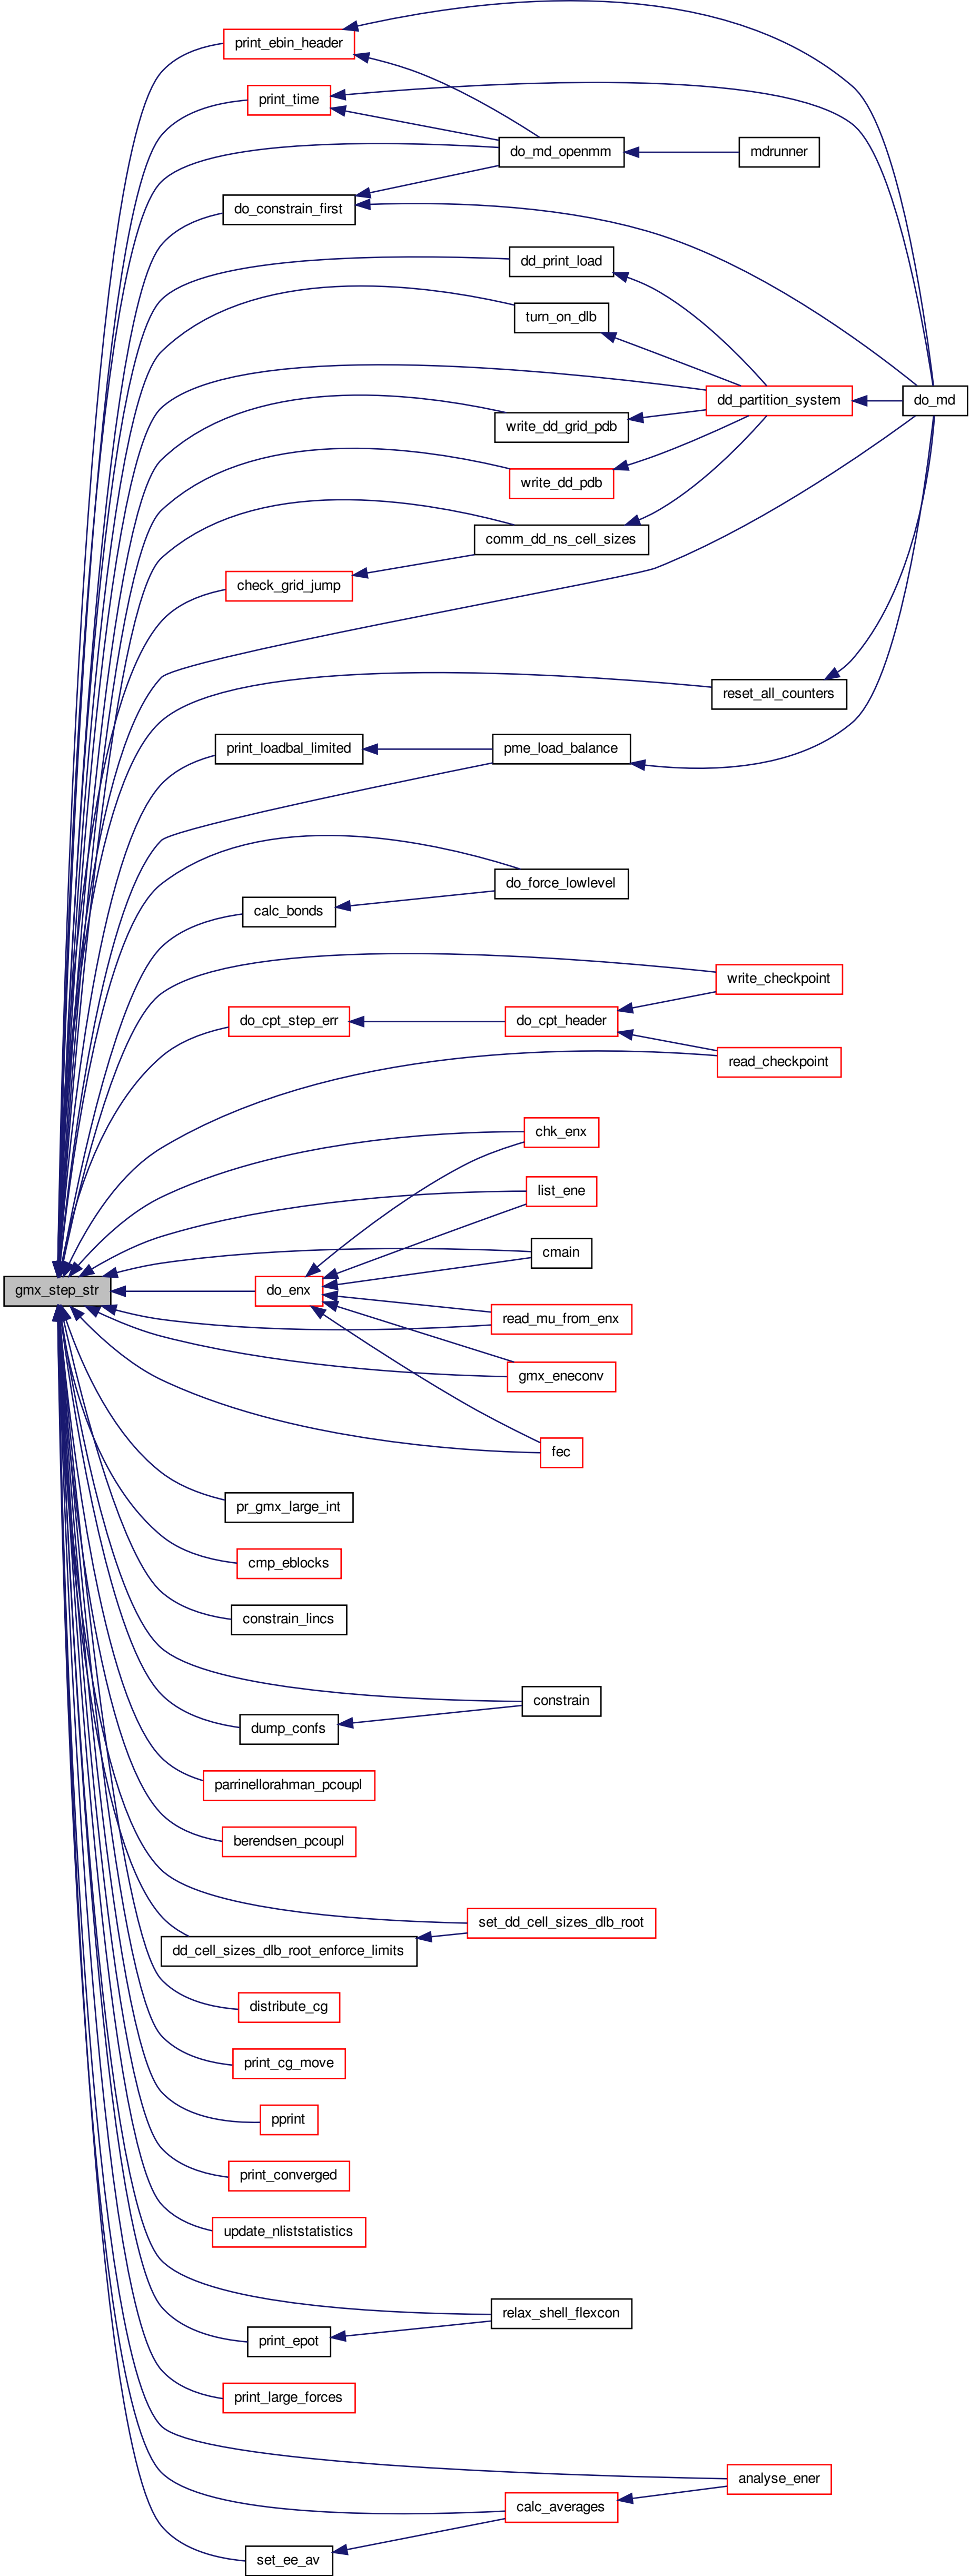 print_ebin_header
print_time
do_md_openmm
mdrunner
do_constrain_first
dd_print_load
turn_on_dlb
dd_partition_system
do_md
write_dd_grid_pdb
write_dd_pdb
comm_dd_ns_cell_sizes
check_grid_jump
reset_all_counters
print_loadbal_limited
pme_load_balance
do_force_lowlevel
calc_bonds
write_checkpoint
do_cpt_step_err
do_cpt_header
read_checkpoint
chk_enx
list_ene
cmain
gmx_step_str
do_enx
read_mu_from_enx
gmx_eneconv
fec
pr_gmx_large_int
cmp_eblocks
constrain_lincs
constrain
dump_confs
parrinellorahman_pcoupl
berendsen_pcoupl
set_dd_cell_sizes_dlb_root
dd_cell_sizes_dlb_root_enforce_limits
distribute_cg
print_cg_move
pprint
print_converged
update_nliststatistics
relax_shell_flexcon
print_epot
print_large_forces
analyse_ener
calc_averages
set_ee_av